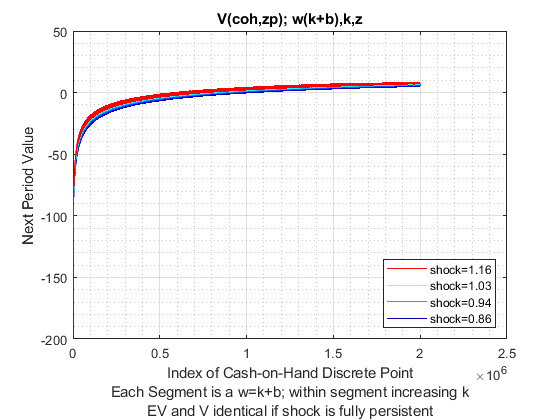 V(coh,zp); w(k+b),k,z
50
0
-50
-100
-150
-200
Next Period Value
shock=1.16
shock=1.03
shock=0.94
shock=0.86
0
0.5
1
1.5
2
2.5
×10^6
Index of Cash-on-Hand Discrete Point
Each Segment is a w=k+b; within segment increasing k
EV and V identical if shock is fully persistent